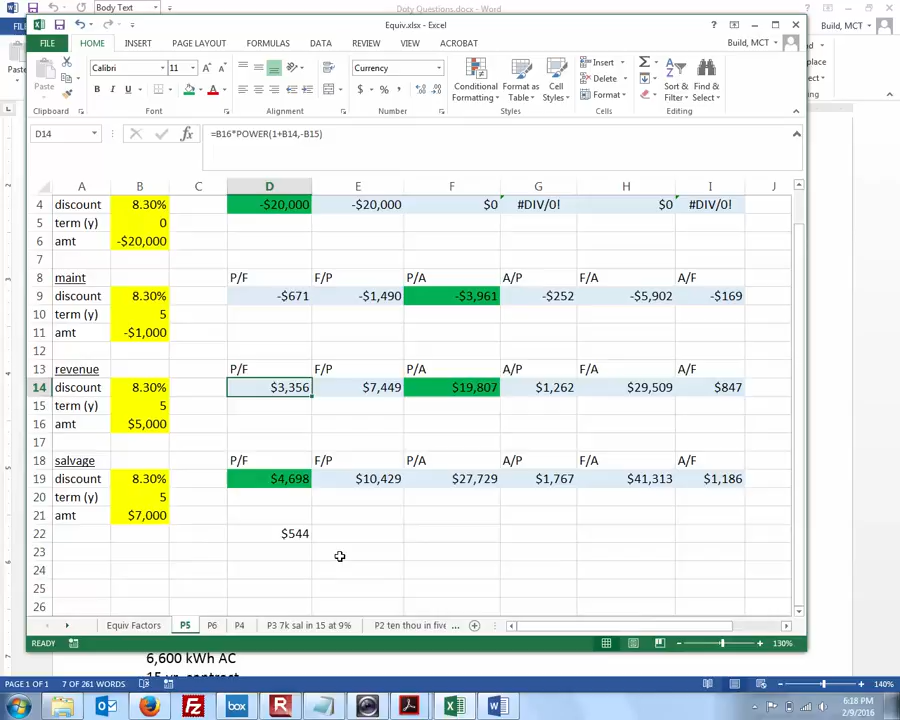 Body Text
Doty Questions.docx - Word
Equiv.xlsx - Excel
FILE HOME INSERT PAGE LAYOUT FORMULAS DATA REVIEW VIEW ACROBAT
Build, MCT
Build, MCT
Paste
Calibri 11
Currency
Conditional Formatting
Format as Table
Cell Styles
Insert
Delete
Format
Sort & Filter
Find & Select
Clipboard Font Alignment Number Styles Cells Editing
D14 =B16*POWER(1+B14,-B15)
A B C D E F G H I J
4 discount 8.30% -$20,000 -$20,000 $0 #DIV/0! $0 #DIV/0!
5 term (y) 0
6 amt -$20,000
7
8 maint P/F F/P P/A A/P F/A A/F
9 discount 8.30% -$671 -$1,490 -$3,961 -$252 -$5,902 -$169
10 term (y) 5
11 amt -$1,000
12
13 revenue P/F F/P P/A A/P F/A A/F
14 discount 8.30% $3,356 $7,449 $19,807 $1,262 $29,509 $847
15 term (y) 5
16 amt $5,000
17
18 salvage P/F F/P P/A A/P F/A A/F
19 discount 8.30% $4,698 $10,429 $27,729 $1,767 $41,313 $1,186
20 term (y) 5
21 amt $7,000
22 $544
23
24
25
26
Equiv Factors P5 P6 P4 P3 7k sal in 15 at 9% P2 ten thou in five ...
READY 130%
6,600 kWh AC
15 yr. contract
PAGE 1 OF 1 7 OF 261 WORDS 140%
6:18 PM
2/9/2016